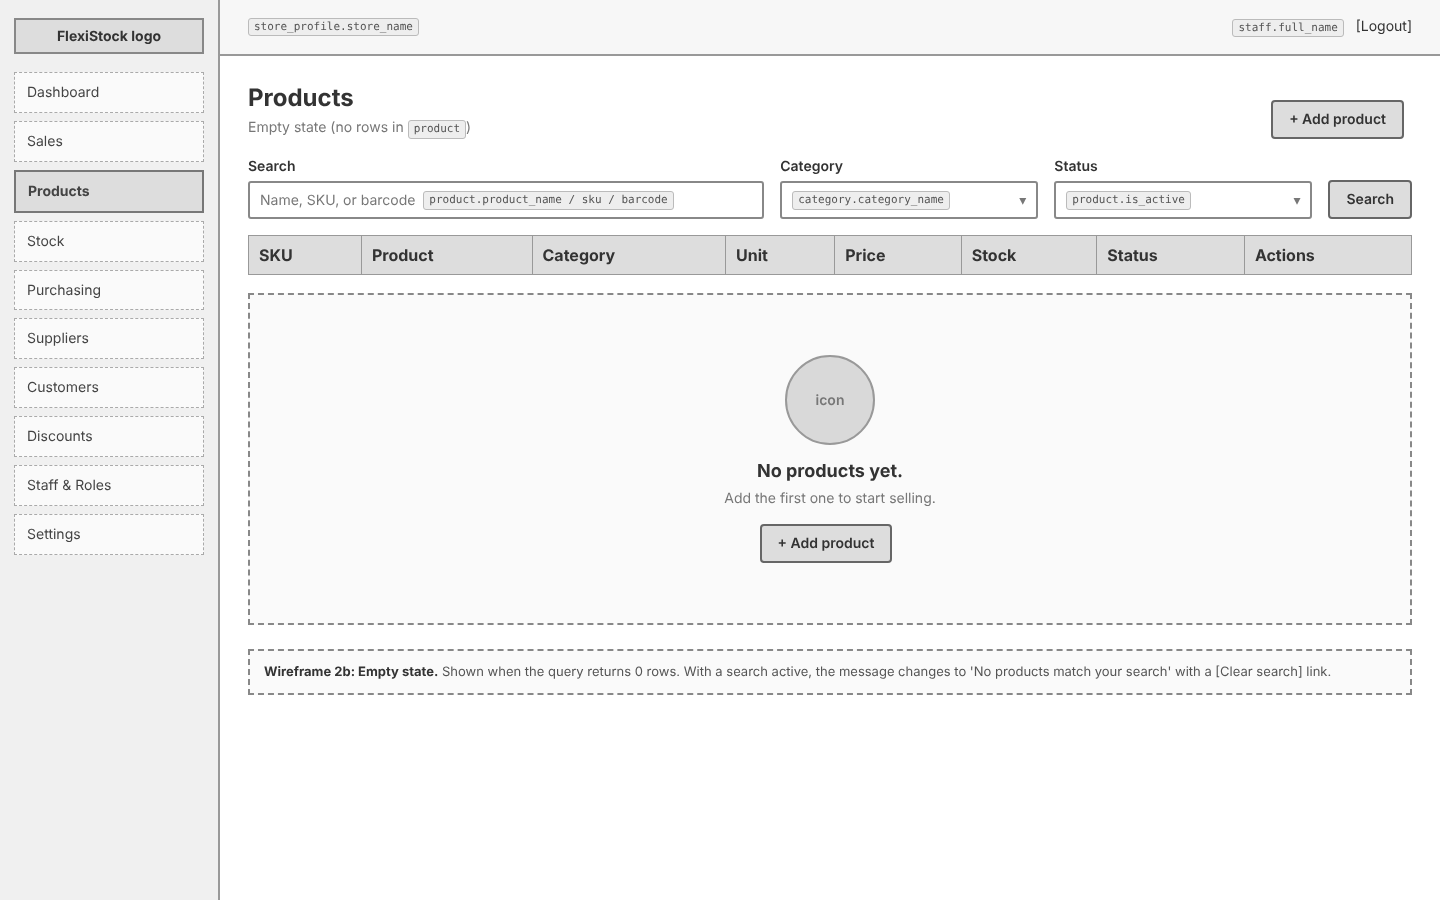 FlexiStock logo
Dashboard
Sales
Products
Stock
Purchasing
Suppliers
Customers
Discounts
Staff & Roles
Settings
store_profile.store_name
staff.full_name [Logout]
Products
Empty state (no rows in product)
+ Add product
Search
Name, SKU, or barcode product.product_name / sku / barcode
Category
category.category_name ▾
Status
product.is_active ▾
Search
SKU Product Category Unit Price Stock Status Actions
icon
No products yet.
Add the first one to start selling.
+ Add product
Wireframe 2b: Empty state. Shown when the query returns 0 rows. With a search active, the message changes to 'No products match your search' with a [Clear search] link.